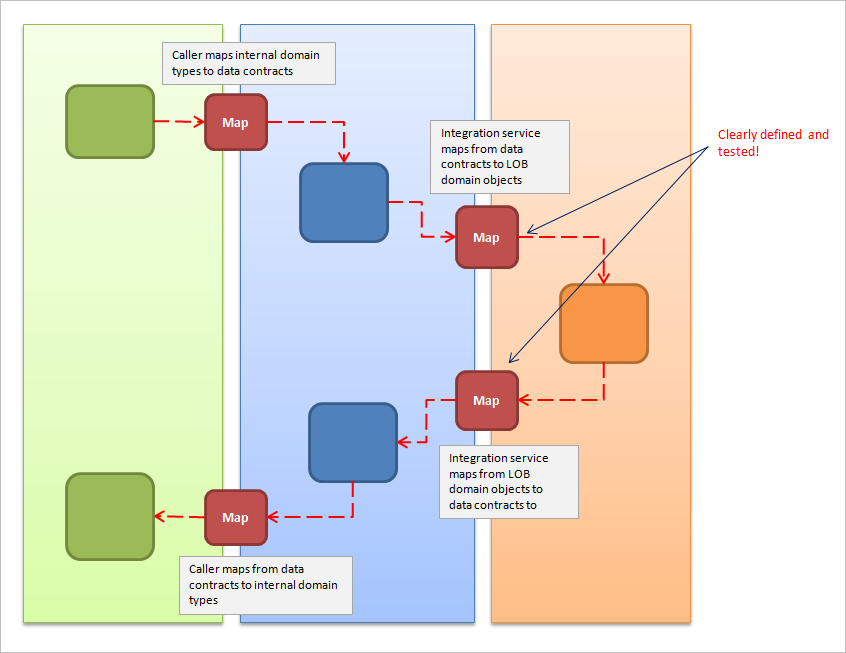 Caller maps internal domain
types to data contracts
Map
Integration service
maps from data
contracts to LOB
domain objects
Clearly defined and
tested!
Map
Map
Integration service
maps from LOB
domain objects to
data contracts to
Map
Caller maps from data
contracts to internal domain
types